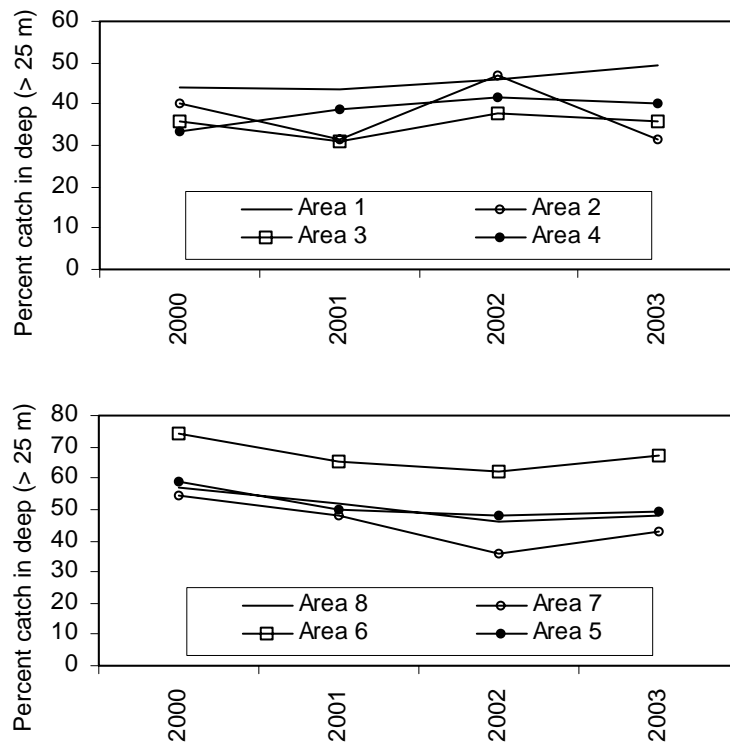 Percent catch in deep (> 25 m)
60
50
40
30
20
10
0
Area 1
Area 2
Area 3
Area 4
2000
2001
2002
2003
Percent catch in deep (> 25 m)
80
70
60
50
40
30
20
10
0
Area 8
Area 7
Area 6
Area 5
2000
2001
2002
2003